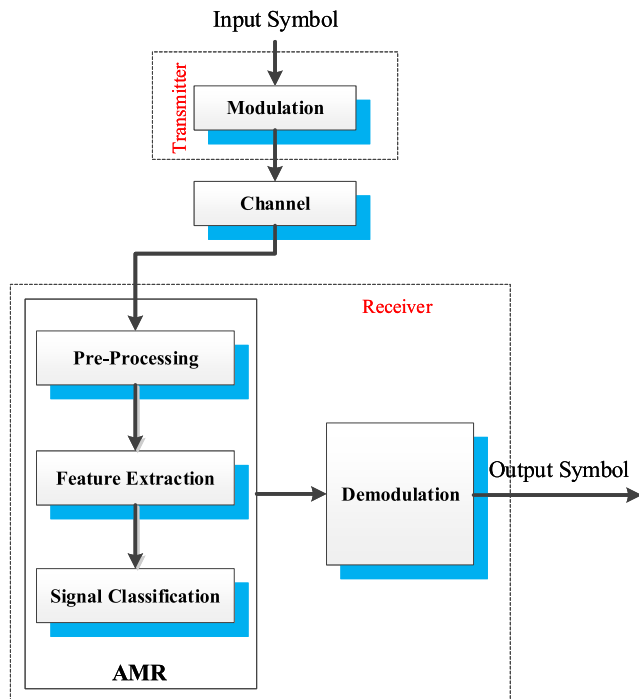 Input Symbol
Transmitter
Modulation
Channel
Receiver
Pre-Processing
Feature Extraction
Signal Classification
AMR
Demodulation
Output Symbol